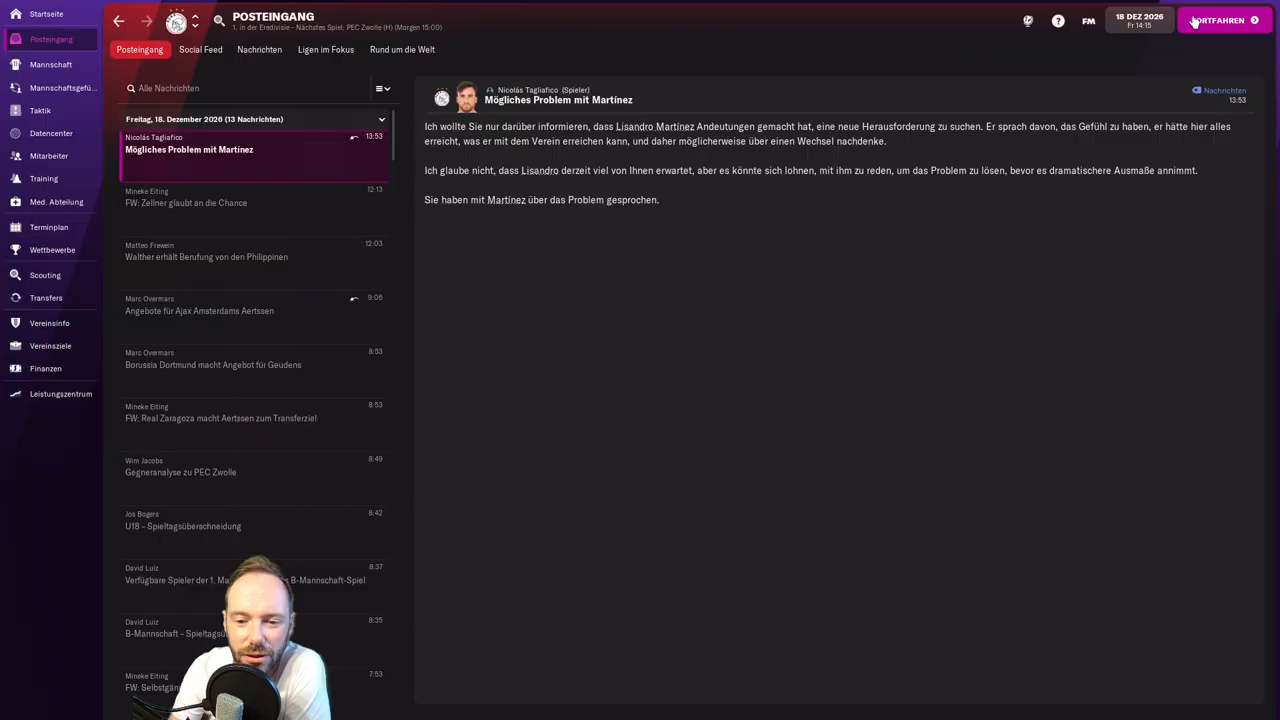 Startseite
Posteingang
Mannschaft
Mannschaftsgefü...
Taktik
Datencenter
Mitarbeiter
Training
Med. Abteilung
Terminplan
Wettbewerbe
Scouting
Transfers
Vereinsinfo
Vereinsziele
Finanzen
Leistungszentrum
POSTEINGANG
1. in der Eredivisie - Nächstes Spiel: PEC Zwolle (H) (Morgen 15:00)
FM
18 DEZ 2026
Fr 14:15
ORTFAHREN
Posteingang
Social Feed
Nachrichten
Ligen im Fokus
Rund um die Welt
Alle Nachrichten
Freitag, 18. Dezember 2026 (13 Nachrichten)
Nicolás Tagliafico 13:53
Mögliches Problem mit Martínez
Mineke Eiting 12:13
FW: Zellner glaubt an die Chance
Matteo Frewein 12:03
Walther erhält Berufung von den Philippinen
Marc Overmars 9:06
Angebote für Ajax Amsterdams Aertssen
Marc Overmars 8:53
Borussia Dortmund macht Angebot für Geudens
Mineke Eiting 8:53
FW: Real Zaragoza macht Aertssen zum Transferziel
Wim Jacobs 8:49
Gegneranalyse zu PEC Zwolle
Jos Bogers 8:42
U18 - Spieltagsüberschneidung
David Luiz 8:37
Verfügbare Spieler der 1. Ma s B-Mannschaft-Spiel
David Luiz 8:35
B-Mannschaft - Spieltagsü
Mineke Eiting 7:53
FW: Selbstgän
Nicolás Tagliafico (Spieler)
Mögliches Problem mit Martínez
Nachrichten
13:53
Ich wollte Sie nur darüber informieren, dass Lisandro Martínez Andeutungen gemacht hat, eine neue Herausforderung zu suchen. Er sprach davon, das Gefühl zu haben, er hätte hier alles
erreicht, was er mit dem Verein erreichen kann, und daher möglicherweise über einen Wechsel nachdenke.
Ich glaube nicht, dass Lisandro derzeit viel von Ihnen erwartet, aber es könnte sich lohnen, mit ihm zu reden, um das Problem zu lösen, bevor es dramatischere Ausmaße annimmt.
Sie haben mit Martínez über das Problem gesprochen.